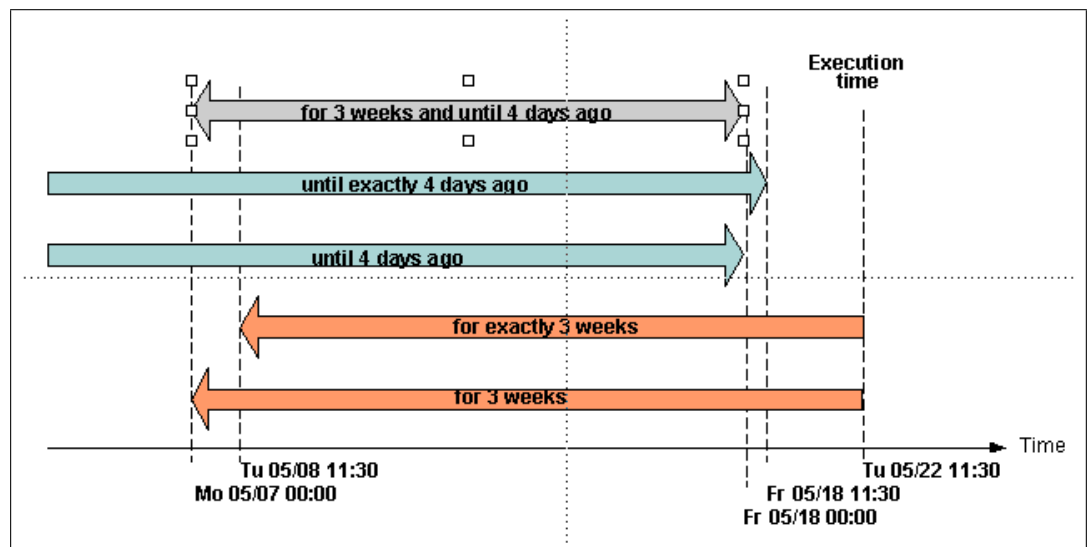 Execution
time
for 3 weeks and until 4 days ago
until exactly 4 days ago
until 4 days ago
for exactly 3 weeks
for 3 weeks
Time
Tu 05/08 11:30
Tu 05/22 11:30
Mo 05/07 00:00
Fr 05/18 11:30
Fr 05/18 00:00